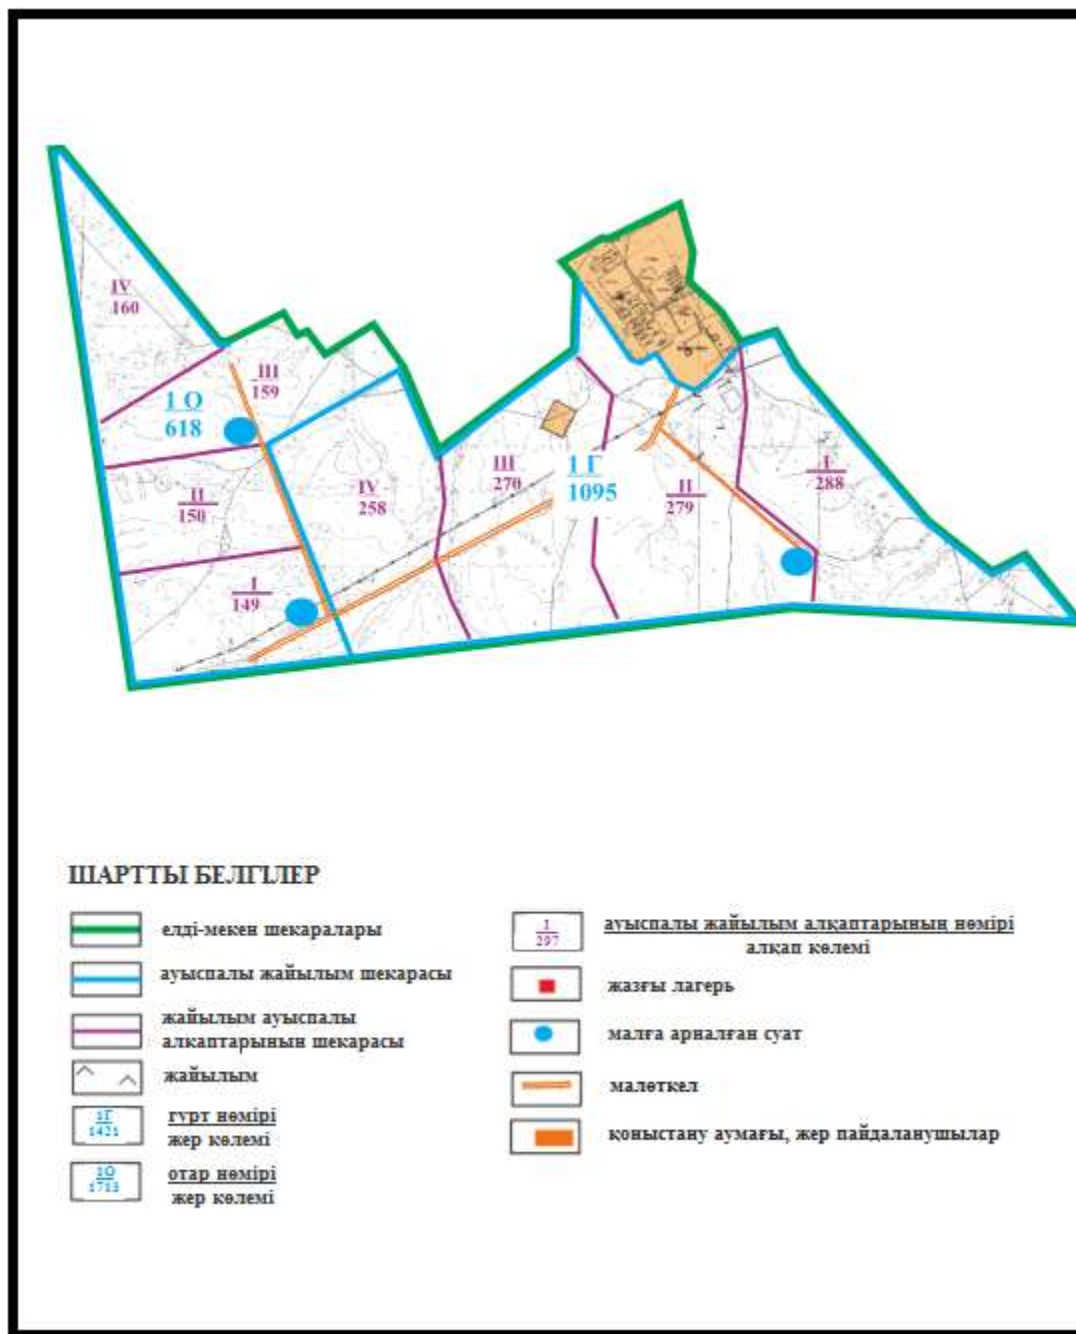 IV
160
III
159
1 О
618
II
150
I
149
IV
258
III
270
1 Г
1095
II
279
I
288
ШАРТТЫ БЕЛГІЛЕР
елді-мекен шекаралары
ауыспалы жайылым шекарасы
жайылым ауыспалы
алкаптарынын шекарасы
жайылым
1Г
1421
гурт нөмірі
жер көлемі
1О
1713
отар нөмірі
жер көлемі
I
297
ауыспалы жайылым алқаптарының нөмірі
алқап көлемі
жазғы лагерь
малға арналған суат
малөткел
қоныстану аумағы, жер пайдаланушылар